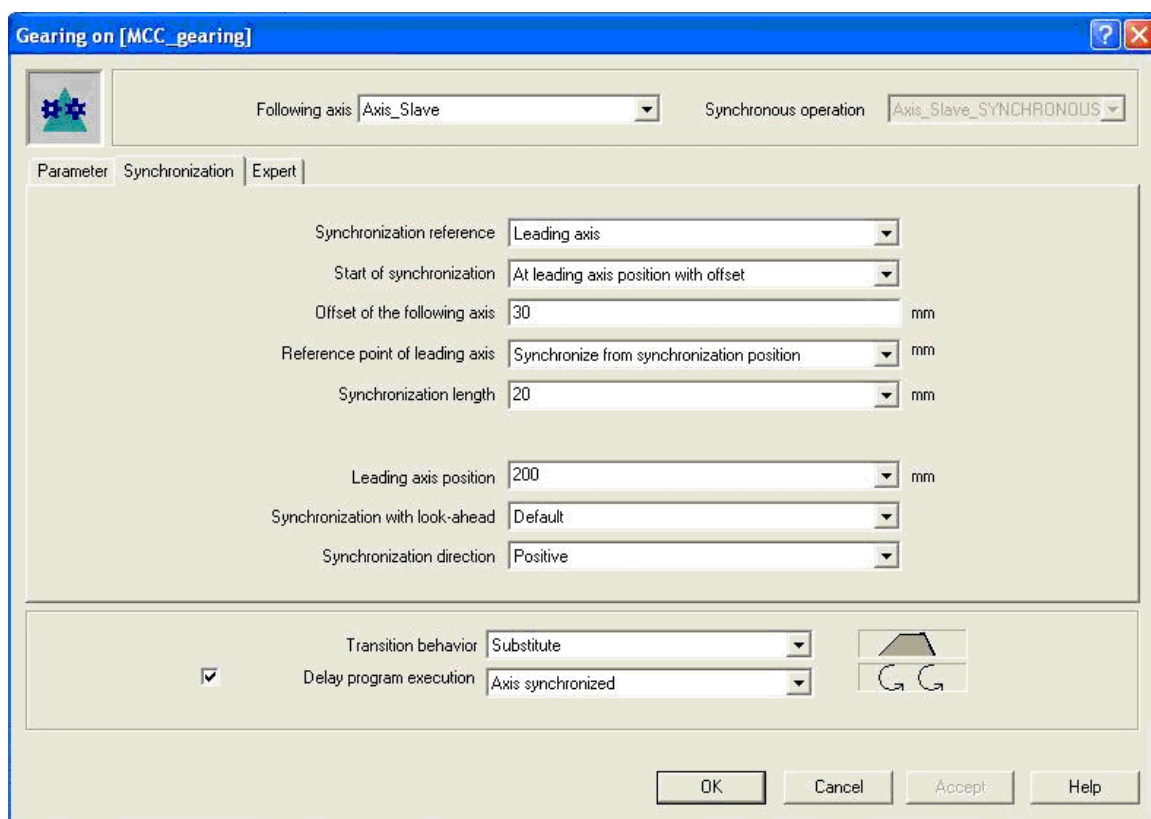 Gearing on [MCC_gearing]
Following axis Axis_Slave Synchronous operation Axis_Slave_SYNCHRONOUS
Parameter Synchronization Expert
Synchronization reference Leading axis
Start of synchronization At leading axis position with offset
Offset of the following axis 30 mm
Reference point of leading axis Synchronize from synchronization position mm
Synchronization length 20 mm
Leading axis position 200 mm
Synchronization with look-ahead Default
Synchronization direction Positive
Transition behavior Substitute
Delay program execution Axis synchronized
OK Cancel Accept Help